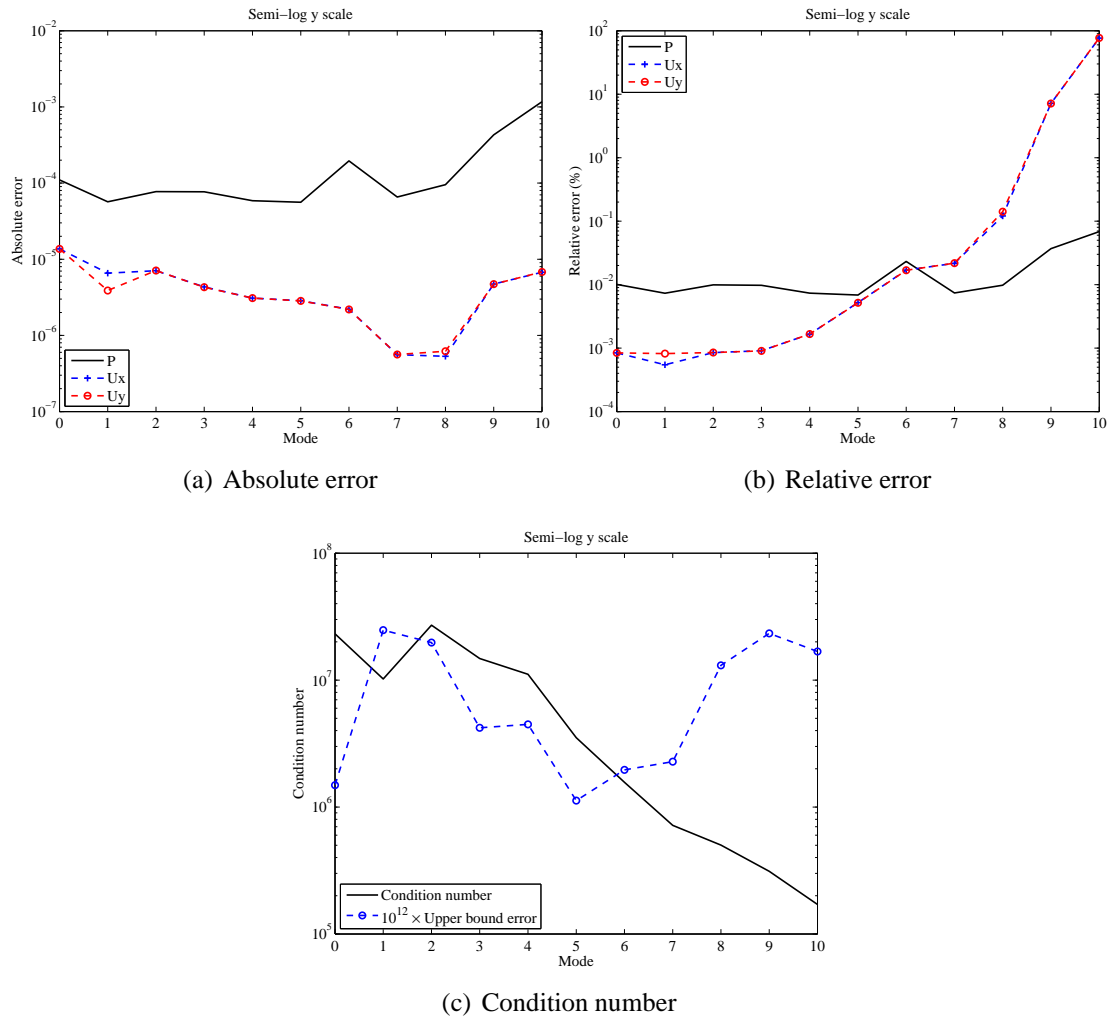 Semi−log y scale
10^−2
10^−3
10^−4
10^−5
10^−6
10^−7
Absolute error
P
Ux
Uy
0 1 2 3 4 5 6 7 8 9 10
Mode
(a) Absolute error
Semi−log y scale
10^2
10^1
10^0
10^−1
10^−2
10^−3
10^−4
Relative error (%)
P
Ux
Uy
0 1 2 3 4 5 6 7 8 9 10
Mode
(b) Relative error
Semi−log y scale
10^8
10^7
10^6
10^5
Condition number
Condition number
10^12 × Upper bound error
0 1 2 3 4 5 6 7 8 9 10
Mode
(c) Condition number